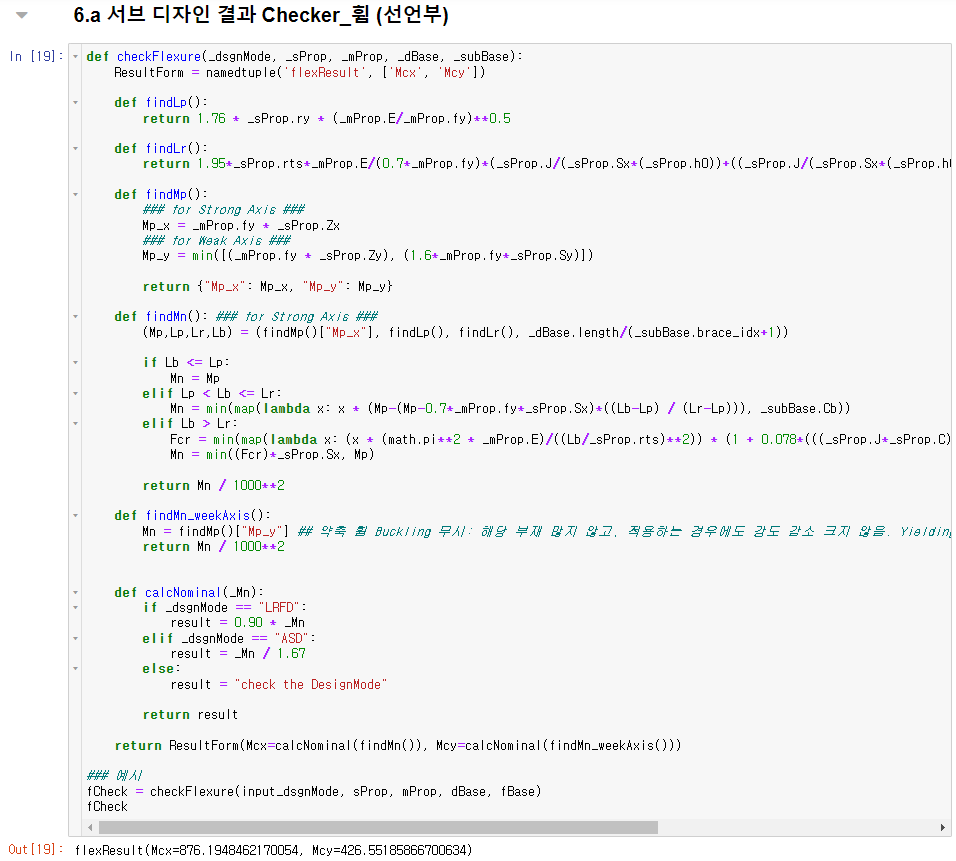 6.a 서브 디자인 결과 Checker_휨 (선언부)
In [19]:
def checkFlexure(_dsgnMode, _sProp, _mProp, _dBase, _subBase):
    ResultForm = namedtuple('flexResult', ['Mcx', 'Mcy'])
    def findLp():
        return 1.76 * _sProp.ry * (_mProp.E/_mProp.fy)**0.5
    def findLr():
        return 1.95*_sProp.rts*_mProp.E/(0.7*_mProp.fy)*(_sProp.J/(_sProp.Sx*(_sProp.h0))+((_sProp.J/(_sProp.Sx*(_sProp.h0
    def findMp():
        ### for Strong Axis ###
        Mp_x = _mProp.fy * _sProp.Zx
        ### for Weak Axis ###
        Mp_y = min([(_mProp.fy * _sProp.Zy), (1.6*_mProp.fy*_sProp.Sy)])
        return {"Mp_x": Mp_x, "Mp_y": Mp_y}
    def findMn(): ### for Strong Axis ###
        (Mp,Lp,Lr,Lb) = (findMp()["Mp_x"], findLp(), findLr(), _dBase.length/(_subBase.brace_idx+1))
        if Lb <= Lp:
            Mn = Mp
        elif Lp < Lb <= Lr:
            Mn = min(map(lambda x: x * (Mp-(Mp-0.7*_mProp.fy*_sProp.Sx)*((Lb-Lp) / (Lr-Lp))), _subBase.Cb))
        elif Lb > Lr:
            Fcr = min(map(lambda x: (x * (math.pi**2 * _mProp.E)/((Lb/_sProp.rts)**2)) * (1 + 0.078*(((_sProp.J*_sProp.C)
            Mn = min((Fcr)*_sProp.Sx, Mp)
        return Mn / 1000**2
    def findMn_weekAxis():
        Mn = findMp()["Mp_y"] ## 약축 휨 Buckling 무시: 해당 부재 많지 않고, 적용하는 경우에도 강도 감소 크지 않음. Yielding
        return Mn / 1000**2
    def calcNominal(_Mn):
        if _dsgnMode == "LRFD":
            result = 0.90 * _Mn
        elif _dsgnMode == "ASD":
            result = _Mn / 1.67
        else:
            result = "check the DesignMode"
        return result
    return ResultForm(Mcx=calcNominal(findMn()), Mcy=calcNominal(findMn_weekAxis()))
### 예시
fCheck = checkFlexure(input_dsgnMode, sProp, mProp, dBase, fBase)
fCheck
Out[19]: flexResult(Mcx=876.1948462170054, Mcy=426.55185866700634)